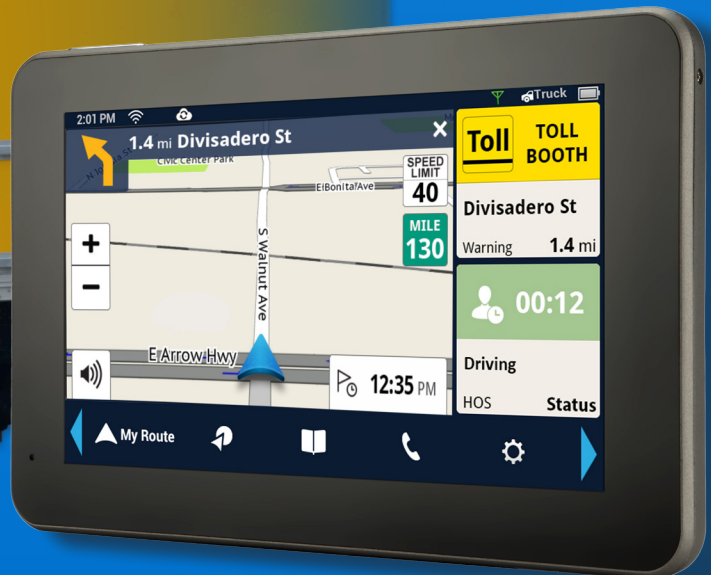 2:01 PM
Truck
1.4 mi Divisadero St
Civic Center Park
SPEED
LIMIT
40
E Bonita Ave
MILE
130
S Walnut Ave
E Arrow Hwy
12:35 PM
Toll
TOLL
BOOTH
Divisadero St
Warning 1.4 mi
00:12
Driving
HOS Status
My Route